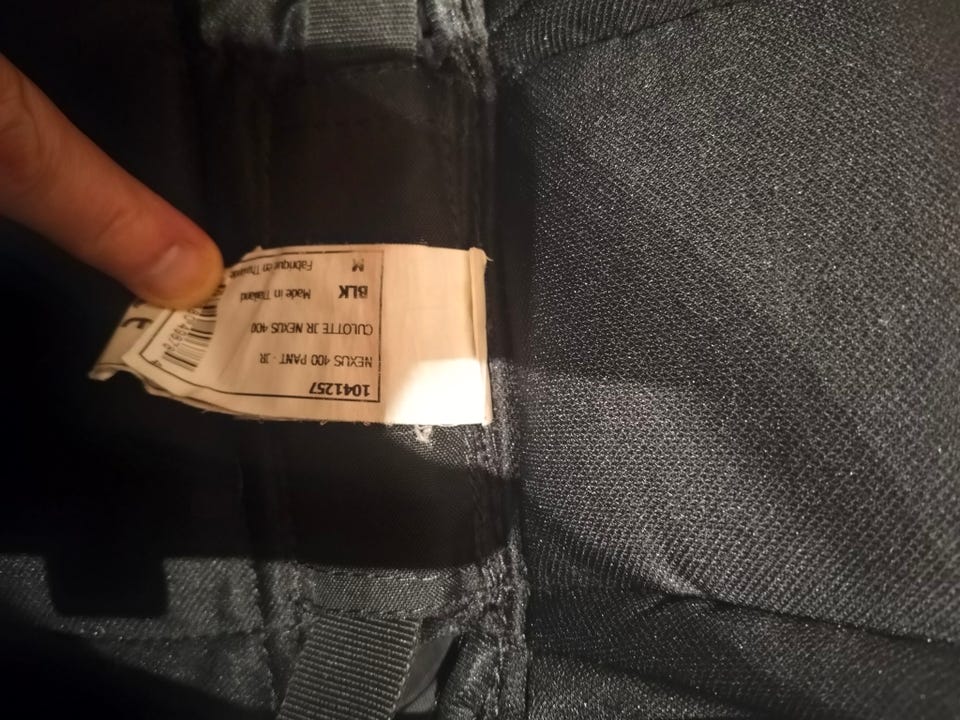 1041257
NEXUS 400 PANT - JR
CULOTTE JR NEXUS 400
BLK Made in Thailand
M Fabriqué en Thaïlande